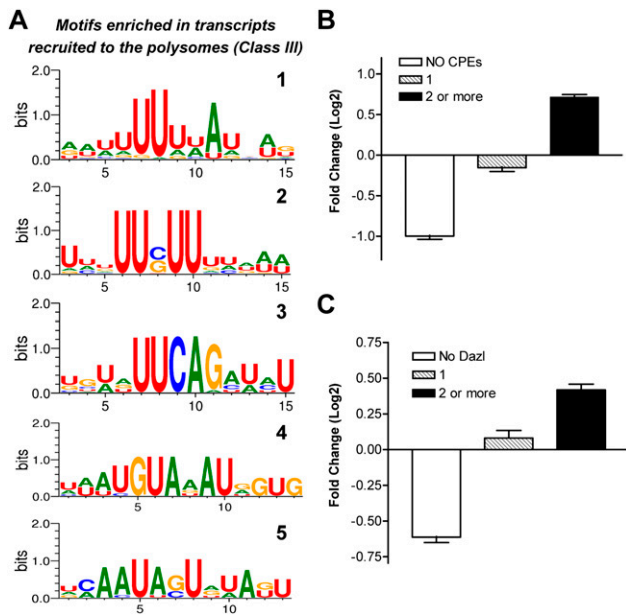 A
Motifs enriched in transcripts
recruited to the polysomes (Class III)
2.0
1.0
0.0
bits
5
10
15
1
2.0
1.0
0.0
bits
5
10
15
2
2.0
1.0
0.0
bits
5
10
15
3
2.0
1.0
0.0
bits
5
10
4
2.0
1.0
0.0
bits
5
10
5
B
NO CPEs
1
2 or more
Fold Change (Log2)
1.0
0.5
0.0
-0.5
-1.0
C
No Dazl
1
2 or more
Fold Change (Log2)
0.75
0.50
0.25
0.00
-0.25
-0.50
-0.75